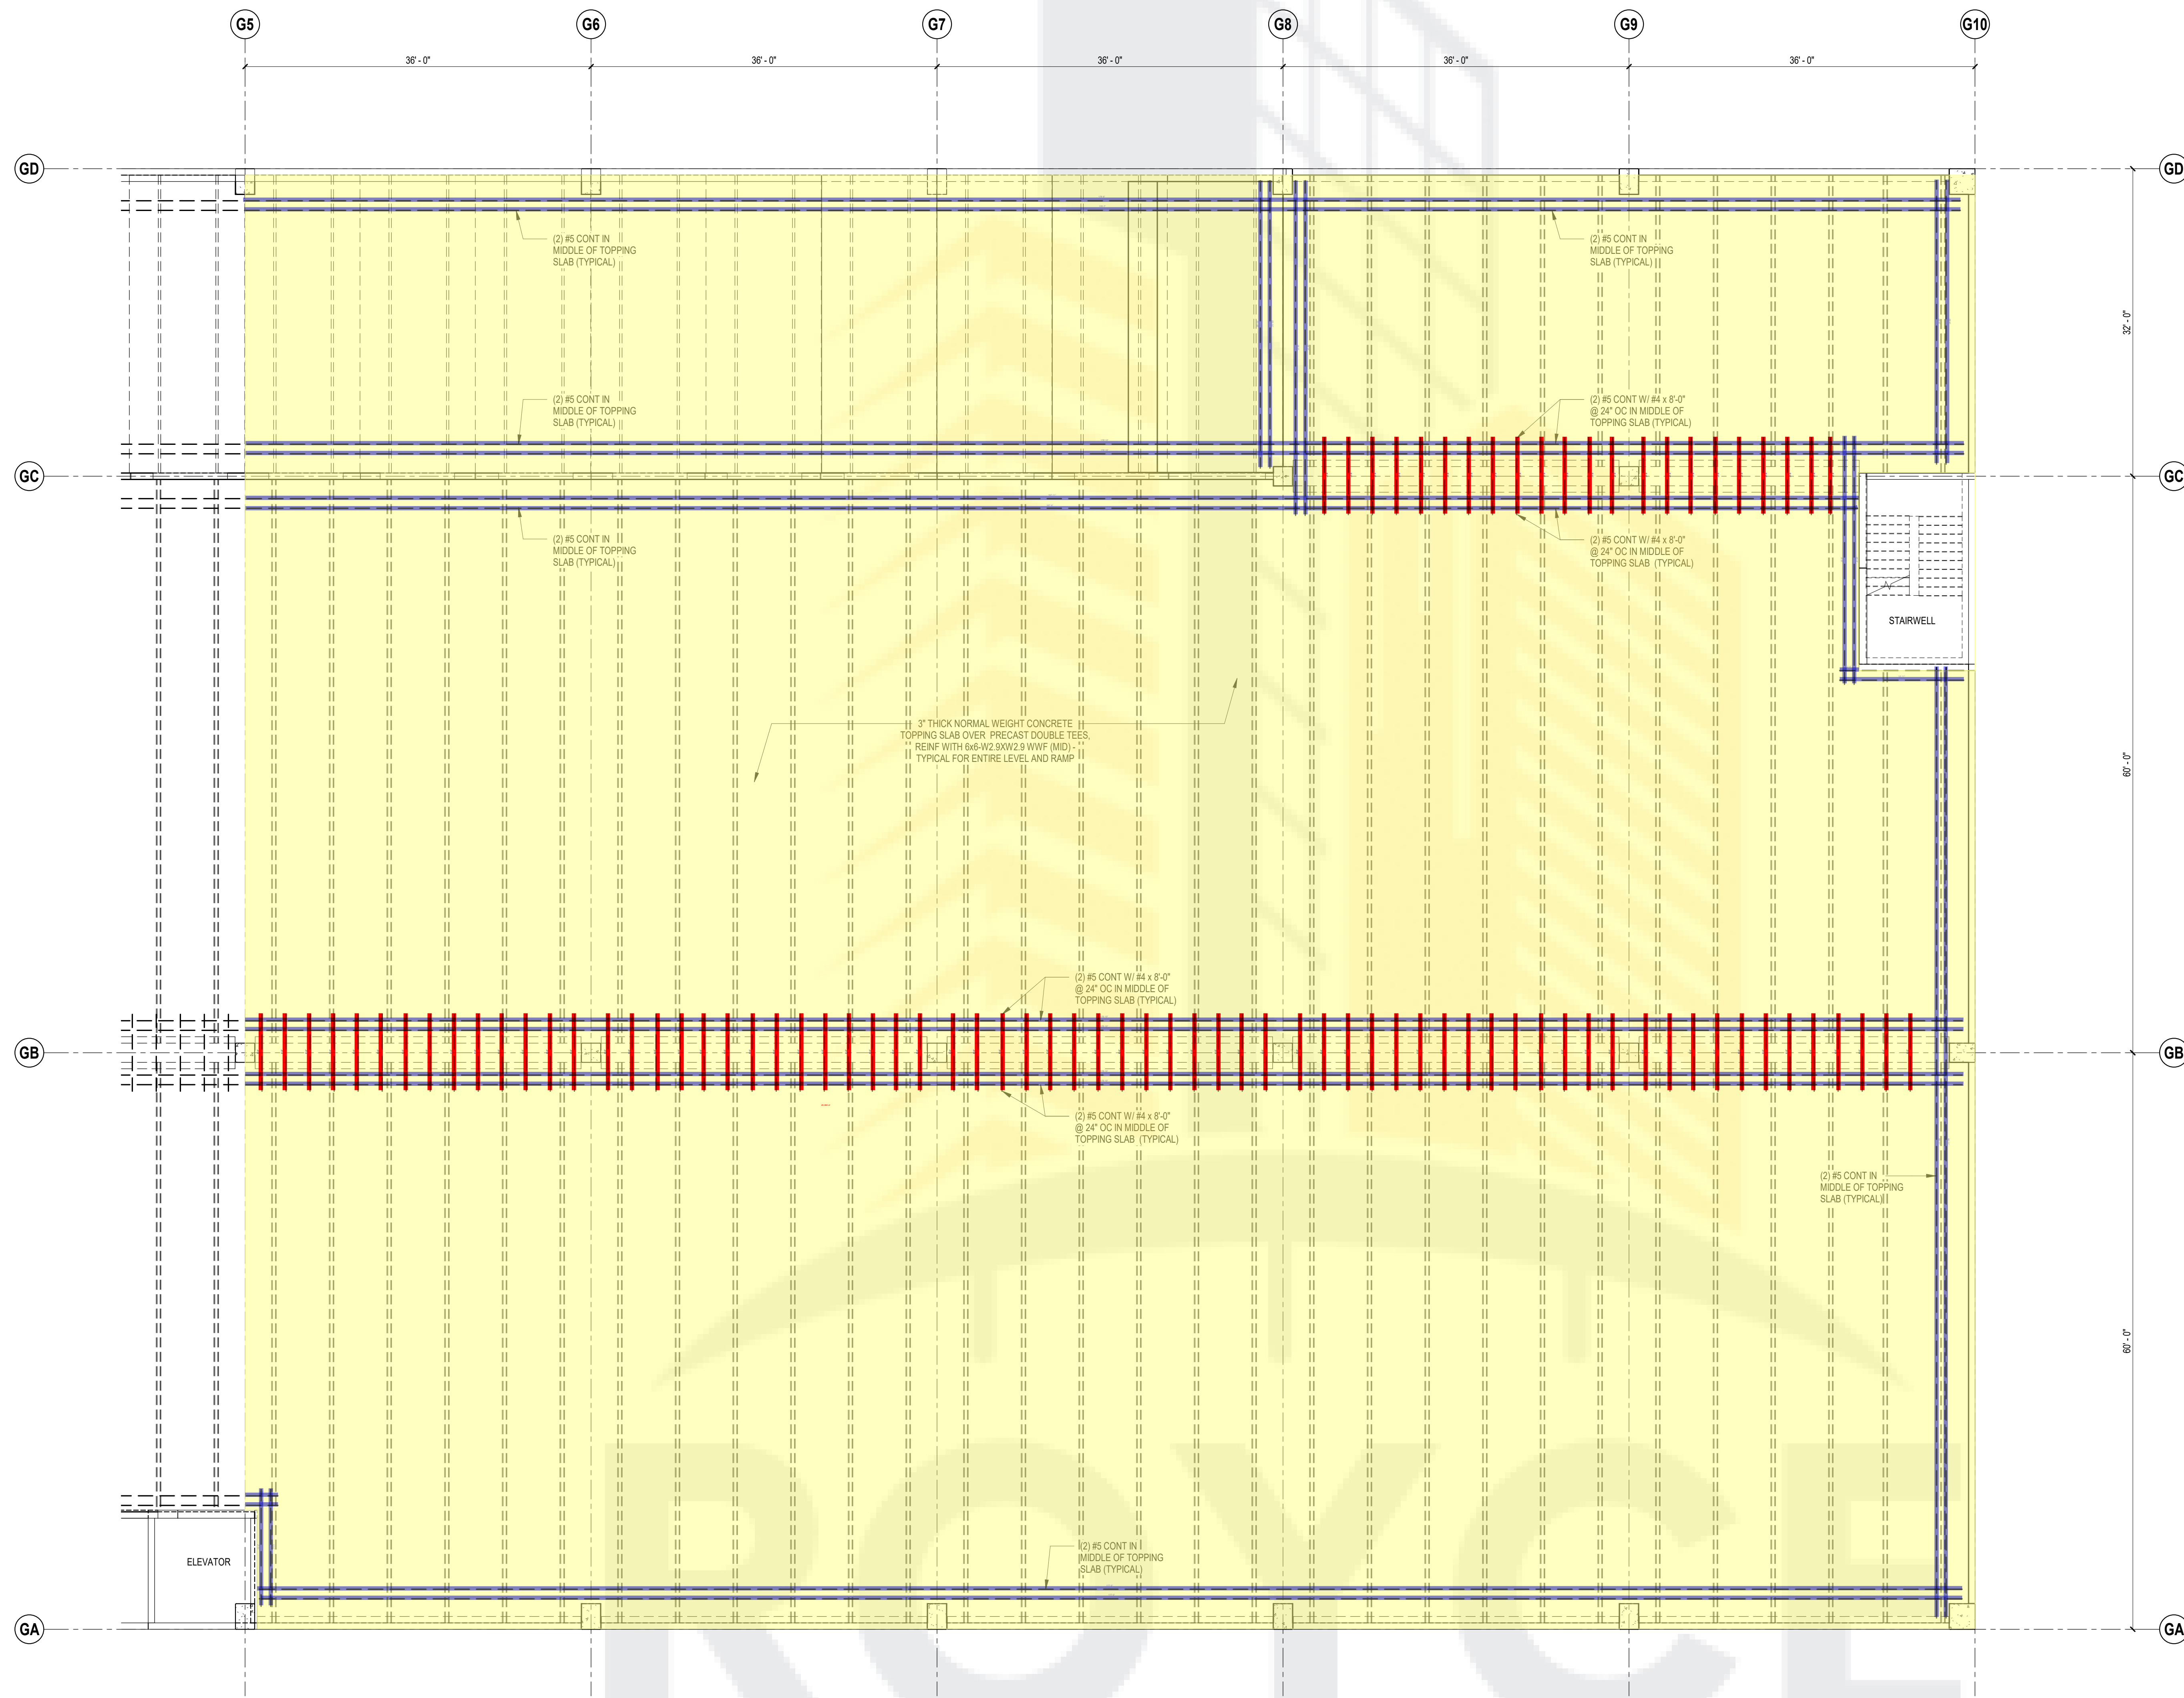 G5
G6
G7
G8
G9
G10
36' - 0"
36' - 0"
36' - 0"
36' - 0"
36' - 0"
GD
GD
(2) #5 CONT IN
MIDDLE OF TOPPING
SLAB (TYPICAL)
(2) #5 CONT IN
MIDDLE OF TOPPING
SLAB (TYPICAL)
32' - 0"
(2) #5 CONT IN
MIDDLE OF TOPPING
SLAB (TYPICAL)
(2) #5 CONT W/ #4 x 8'-0"
@ 24" OC IN MIDDLE OF
TOPPING SLAB (TYPICAL)
GC
GC
(2) #5 CONT IN
MIDDLE OF TOPPING
SLAB (TYPICAL)
(2) #5 CONT W/ #4 x 8'-0"
@ 24" OC IN MIDDLE OF
TOPPING SLAB (TYPICAL)
STAIRWELL
3" THICK NORMAL WEIGHT CONCRETE
TOPPING SLAB OVER PRECAST DOUBLE TEES,
REINF WITH 6x6-W2.9XW2.9 WWF (MID) -
TYPICAL FOR ENTIRE LEVEL AND RAMP
60' - 0"
(2) #5 CONT W/ #4 x 8'-0"
@ 24" OC IN MIDDLE OF
TOPPING SLAB (TYPICAL)
GB
GB
(2) #5 CONT W/ #4 x 8'-0"
@ 24" OC IN MIDDLE OF
TOPPING SLAB (TYPICAL)
(2) #5 CONT IN
MIDDLE OF TOPPING
SLAB (TYPICAL)
60' - 0"
ELEVATOR
(2) #5 CONT IN
MIDDLE OF TOPPING
SLAB (TYPICAL)
GA
GA
ROYCE